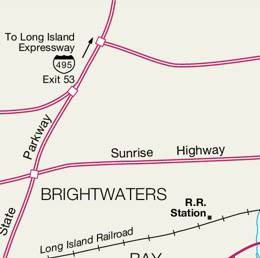 To Long Island
Expressway
495
Exit 53
Parkway
Sunrise Highway
BRIGHTWATERS
R.R.
Station
State
Long Island Railroad
BAY